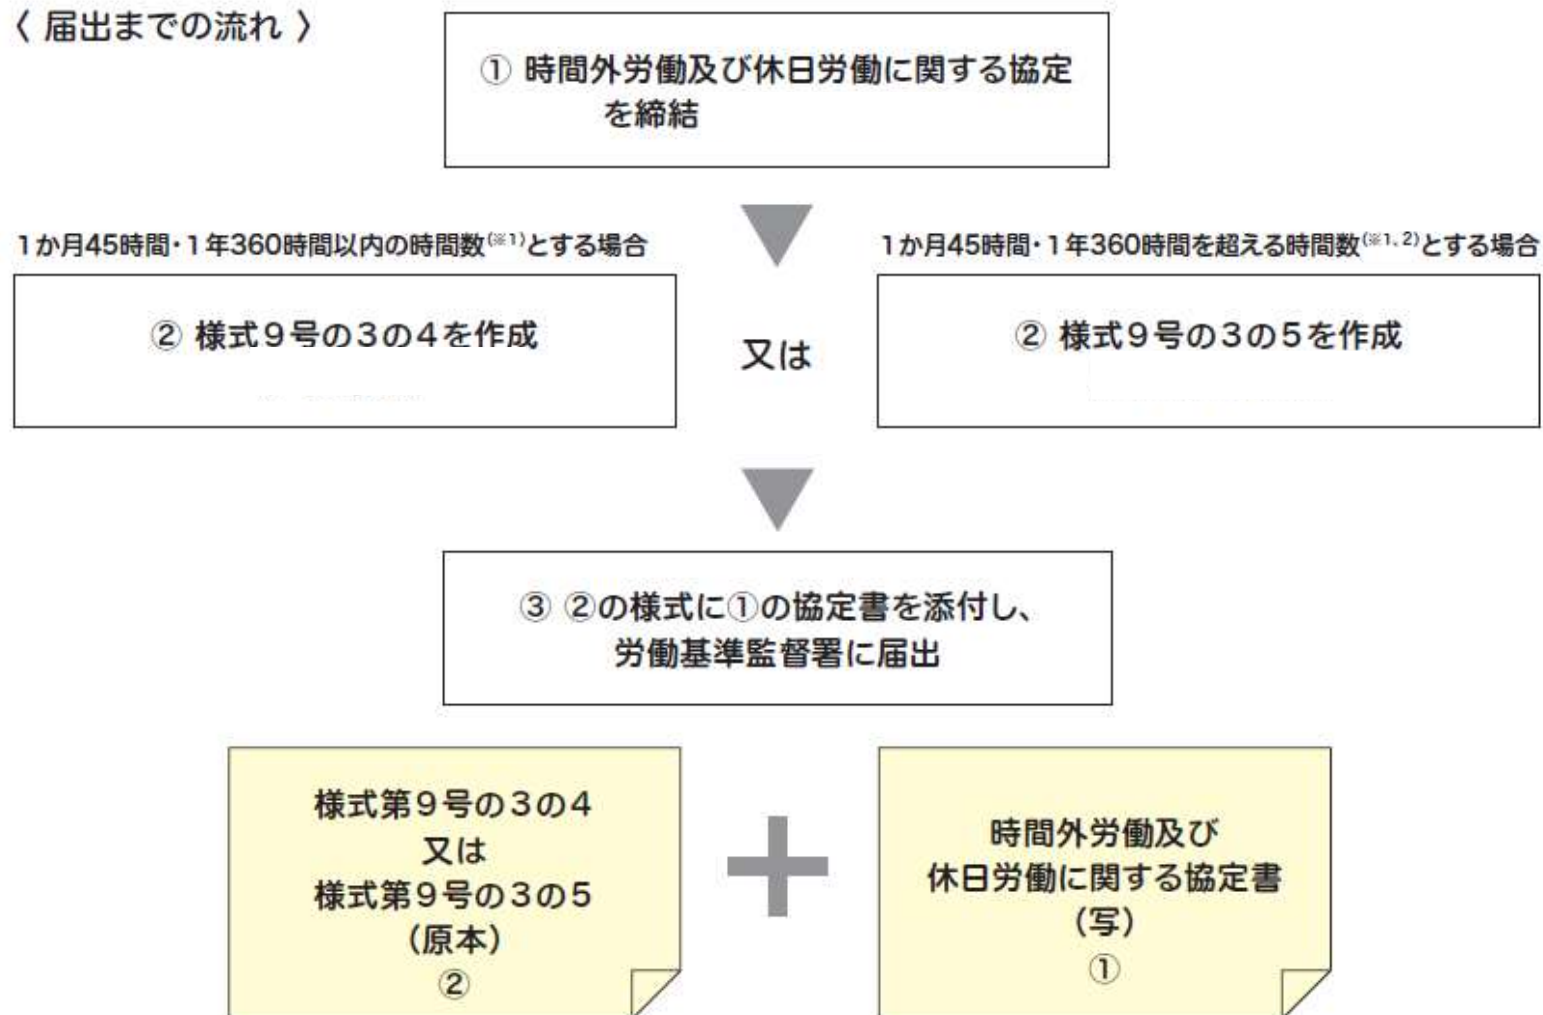 〈 届出までの流れ 〉
① 時間外労働及び休日労働に関する協定
を締結
1か月45時間・1年360時間以内の時間数(※1)とする場合
② 様式9号の3の4を作成
又は
1か月45時間・1年360時間を超える時間数(※1、2)とする場合
② 様式9号の3の5を作成
③ ②の様式に①の協定書を添付し、
労働基準監督署に届出
様式第9号の3の4
又は
様式第9号の3の5
(原本)
②
時間外労働及び
休日労働に関する協定書
(写)
①